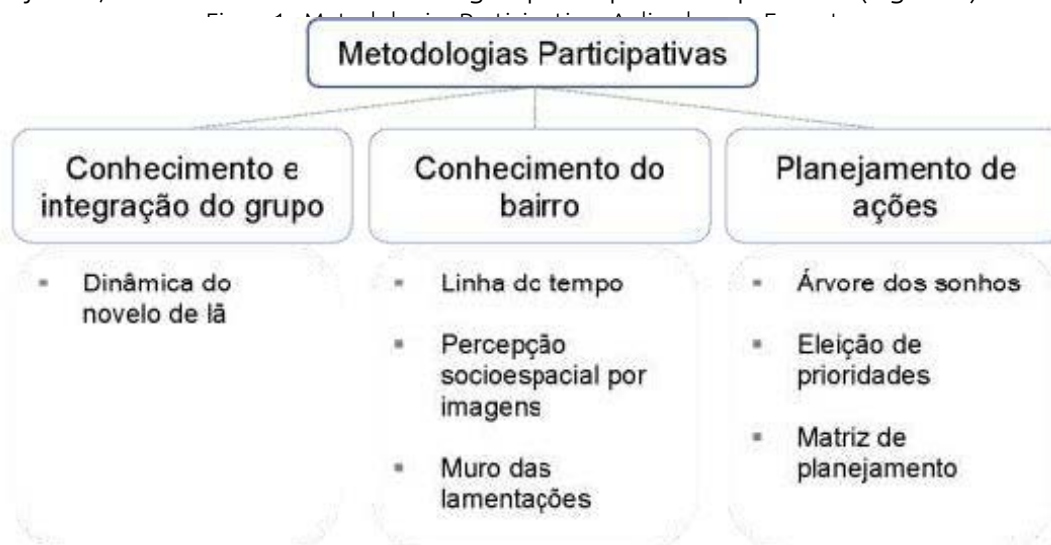 Metodologias Participativas
Conhecimento e
integração do grupo
Dinâmica do
novelo de lã
Conhecimento do
bairro
Linha do tempo
Percepção
socioespacial por
imagens
Muro das
lamentações
Planejamento de
ações
Árvore dos sonhos
Eleição de
prioridades
Matriz de
planejamento